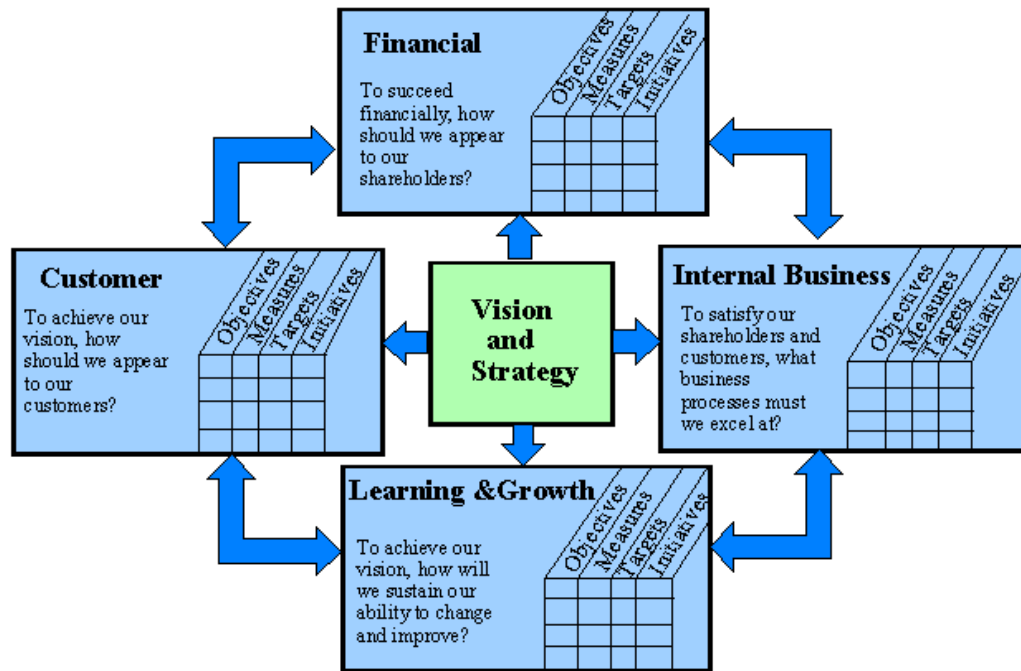 Financial
Objectives
Measures
Targets
Initiatives
To succeed
financially, how
should we appear
to our
shareholders?
Customer
Objectives
Measures
Targets
Initiatives
To achieve our
vision, how
should we appear
to our
customers?
Vision
and
Strategy
Internal Business
Objectives
Measures
Targets
Initiatives
To satisfy our
shareholders and
customers, what
business
processes must
we excel at?
Learning &Growth
Objectives
Measures
Targets
Initiatives
To achieve our
vision, how will
we sustain our
ability to change
and improve?